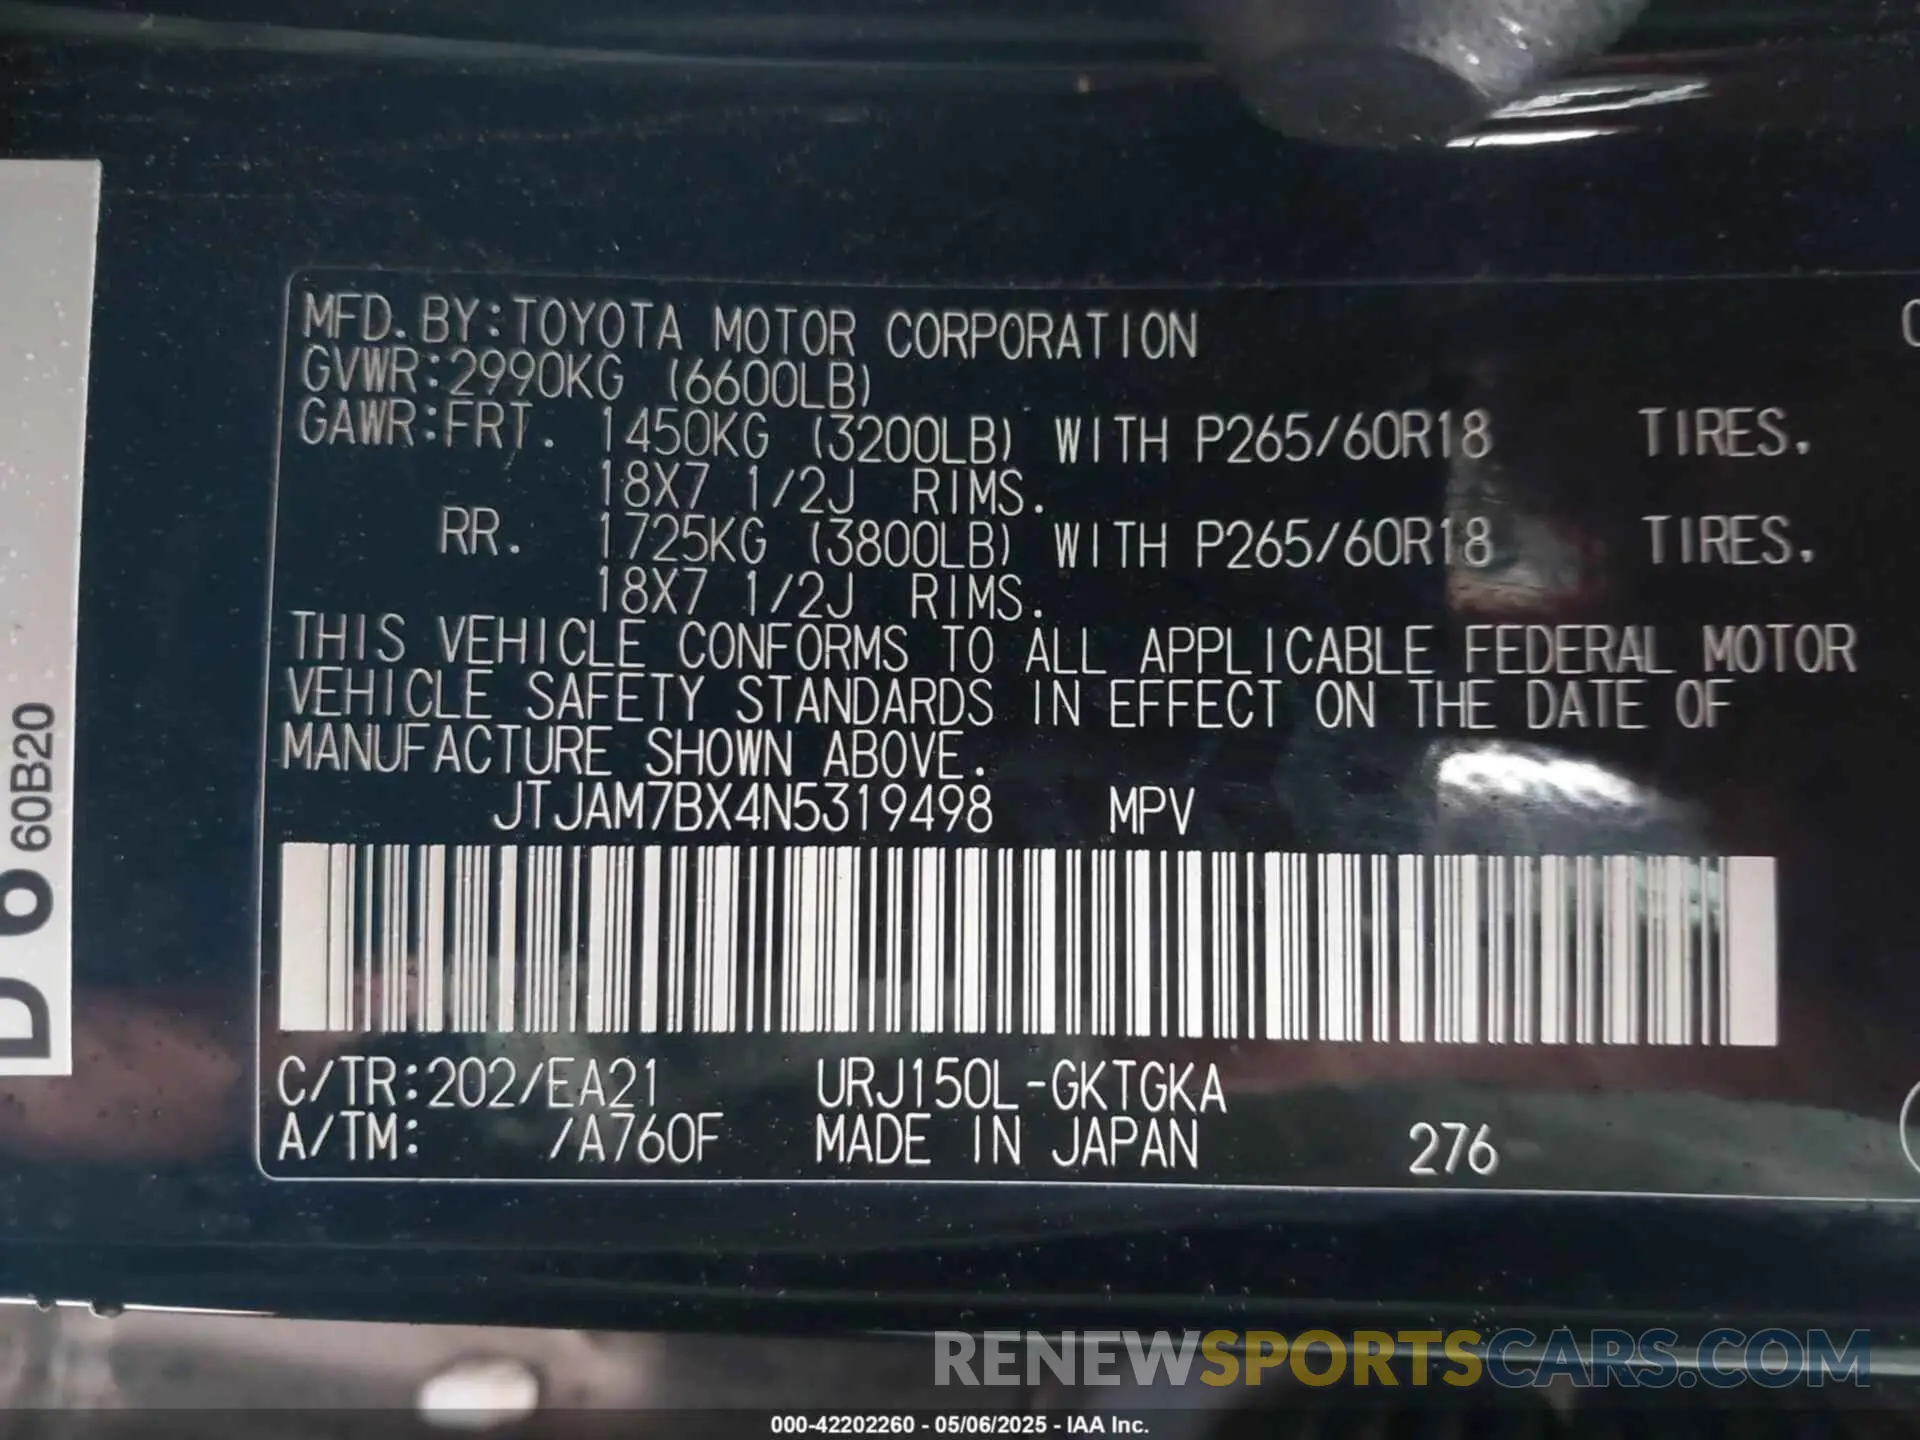 MFD.BY:TOYOTA MOTOR CORPORATION
GVWR:2990KG (6600LB)
GAWR:FRT. 1450KG (3200LB) WITH P265/60R18 TIRES.
18X7 1/2J RIMS.
RR. 1725KG (3800LB) WITH P265/60R18 TIRES.
18X7 1/2J RIMS.
THIS VEHICLE CONFORMS TO ALL APPLICABLE FEDERAL MOTOR
VEHICLE SAFETY STANDARDS IN EFFECT ON THE DATE OF
MANUFACTURE SHOWN ABOVE.
JTJAM7BX4N5319498 MPV
C/TR:202/EA21 URJ150L-GKTGKA
A/TM: /A760F MADE IN JAPAN 276
60B20
RENEWSPORTSCARS.COM
000-42202260 - 05/06/2025 - IAA Inc.